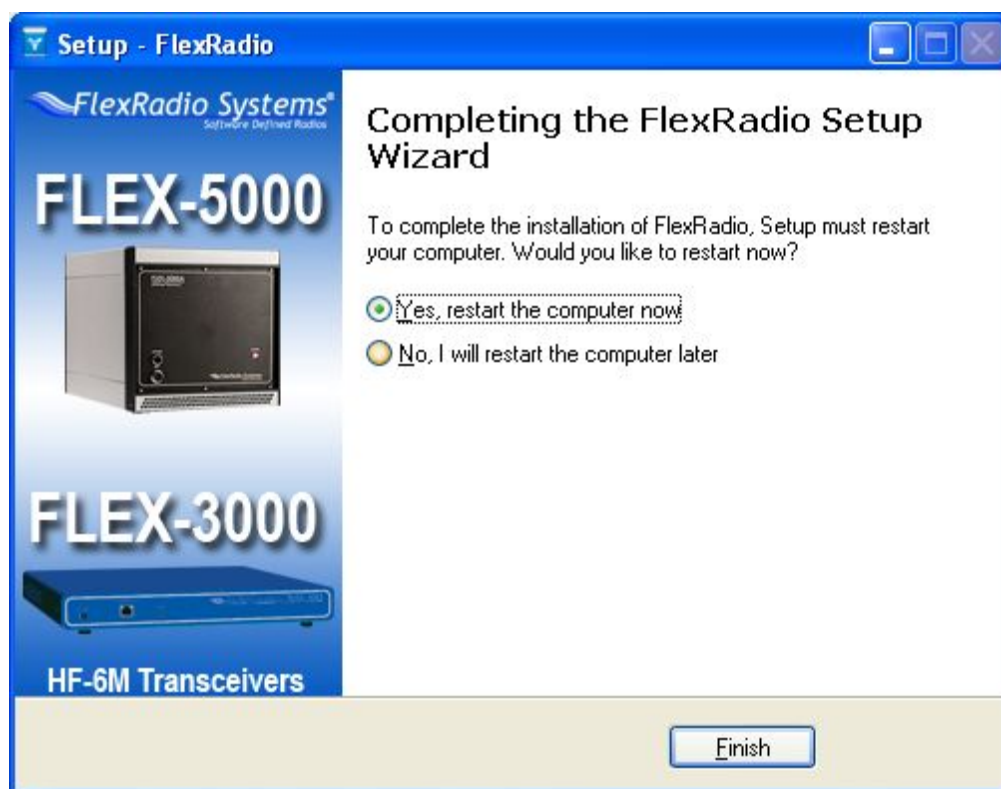 Setup - FlexRadio
FlexRadio Systems®
Software Defined Radios
FLEX-5000
FLEX-3000
HF-6M Transceivers
Completing the FlexRadio Setup
Wizard
To complete the installation of FlexRadio, Setup must restart
your computer. Would you like to restart now?
Yes, restart the computer now
No, I will restart the computer later
Finish